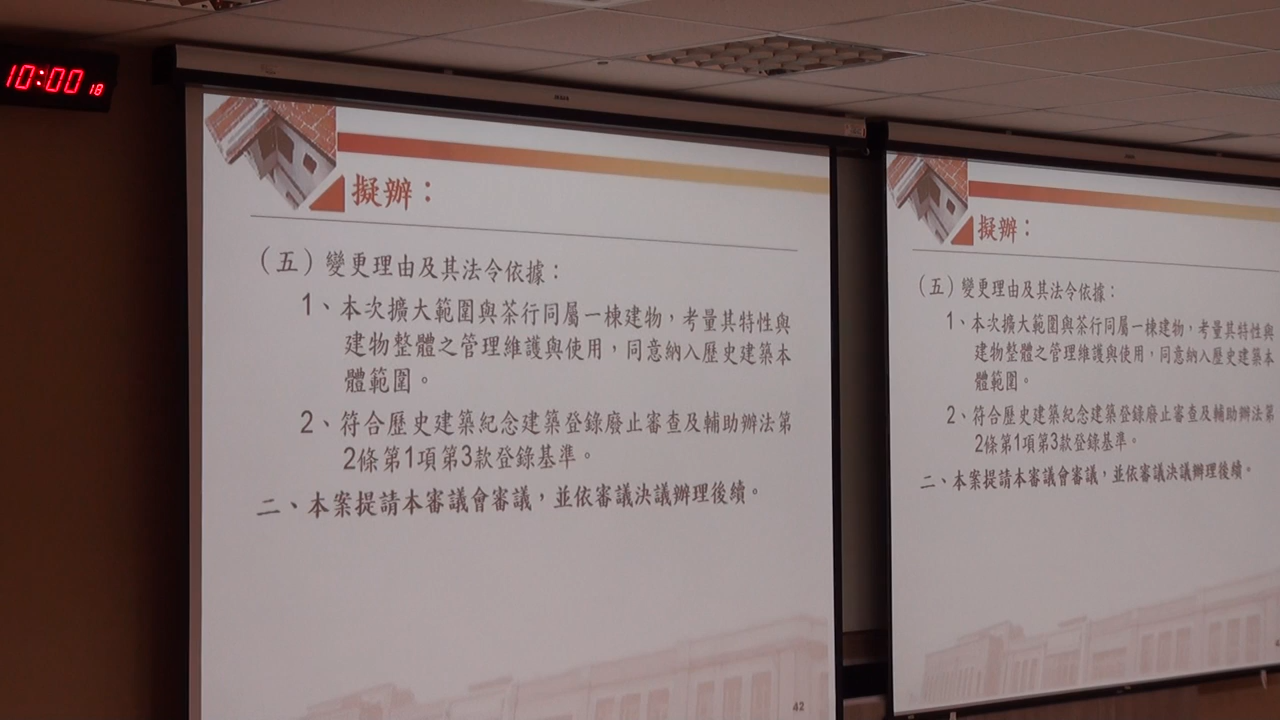 10:00 18
擬辦：
（五）變更理由及其法令依據：
1、本次擴大範圍與茶行同屬一棟建物，考量其特性與
建物整體之管理維護與使用，同意納入歷史建築本
體範圍。
2、符合歷史建築紀念建築登錄廢止審查及輔助辦法第
2條第1項第3款登錄基準。
二、本案提請本審議會審議，並依審議決議辦理後續。
42
擬辦：
（五）變更理由及其法令依據：
1、本次擴大範圍與茶行同屬一棟建物，考量其特性與
建物整體之管理維護與使用，同意納入歷史建築本
體範圍。
2、符合歷史建築紀念建築登錄廢止審查及輔助辦法第
2條第1項第3款登錄基準。
二、本案提請本審議會審議，並依審議決議辦理後續。